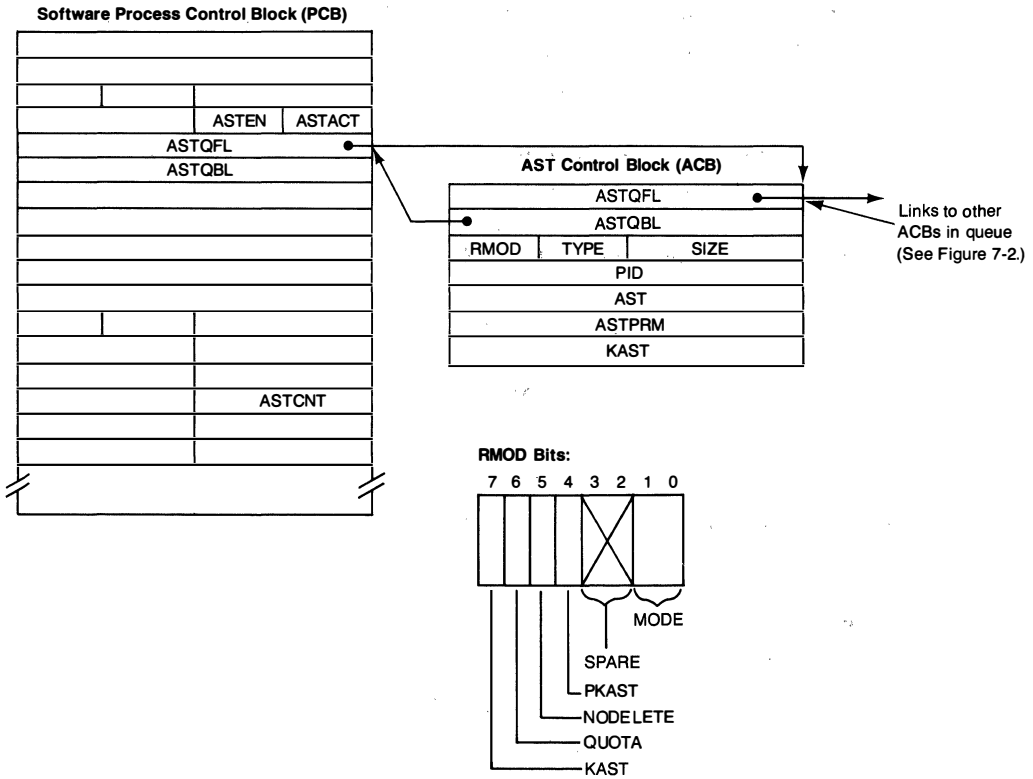 Software Process Control Block (PCB)
ASTEN ASTACT
ASTQFL
ASTQBL
ASTCNT
AST Control Block (ACB)
ASTQFL
ASTQBL
RMOD TYPE SIZE
PID
AST
ASTPRM
KAST
Links to other
ACBs in queue
(See Figure 7-2.)
RMOD Bits:
7 6 5 4 3 2 1 0
MODE
SPARE
PKAST
NODELETE
QUOTA
KAST